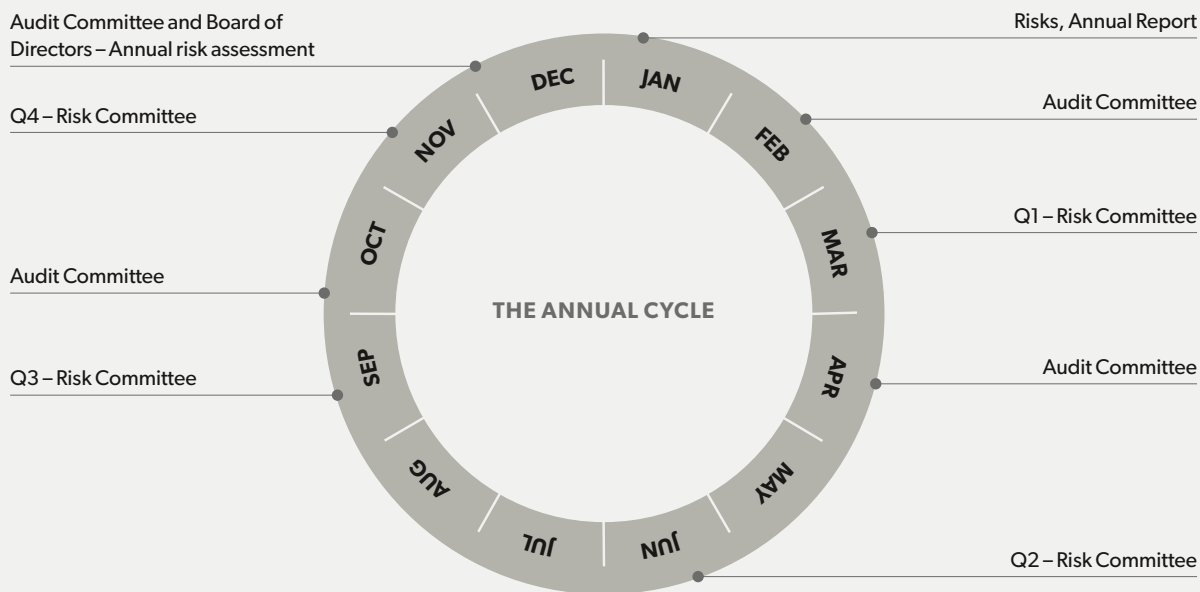 Audit Committee and Board of
Directors – Annual risk assessment
Q4 – Risk Committee
Audit Committee
Q3 – Risk Committee
Risks, Annual Report
Audit Committee
Q1 – Risk Committee
Audit Committee
Q2 – Risk Committee
THE ANNUAL CYCLE
JAN
FEB
MAR
APR
MAY
JUN
JUL
AUG
SEP
OCT
NOV
DEC